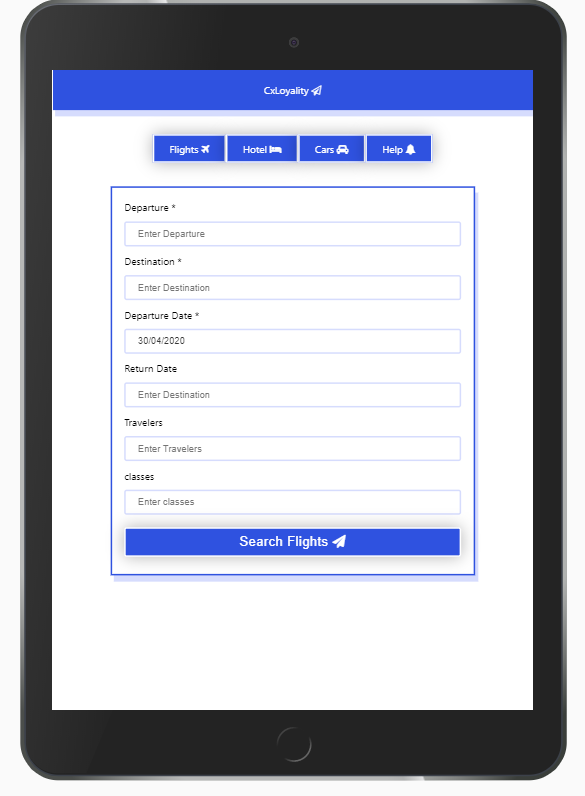 CxLoyality
Flights Hotel Cars Help
Departure *
Enter Departure
Destination *
Enter Destination
Departure Date *
30/04/2020
Return Date
Enter Destination
Travelers
Enter Travelers
classes
Enter classes
Search Flights